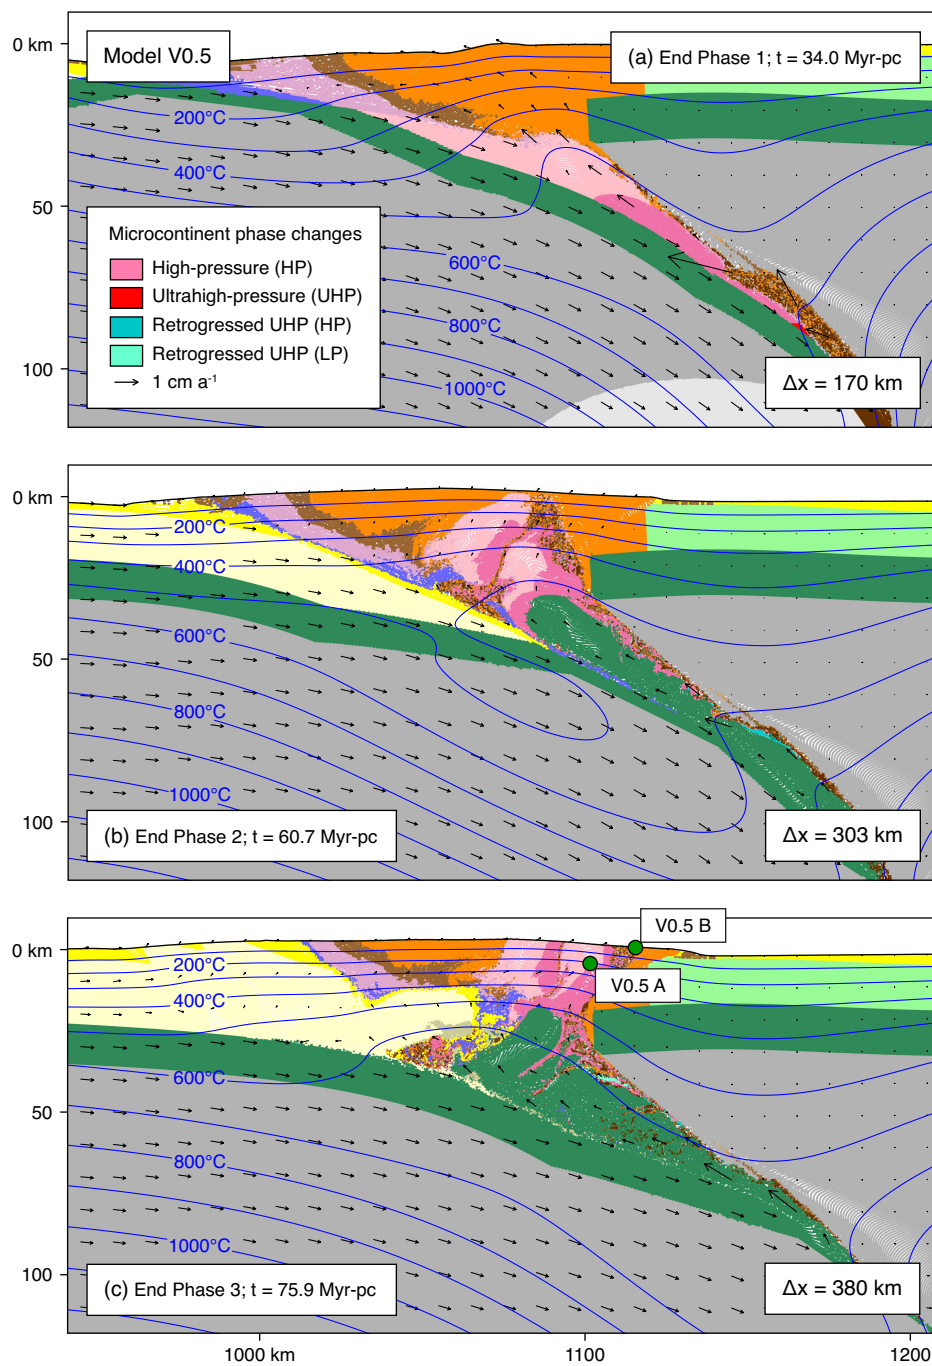 0 km
Model V0.5
(a) End Phase 1; t = 34.0 Myr-pc
200°C
400°C
50
Microcontinent phase changes
High-pressure (HP)
600°C
Ultrahigh-pressure (UHP)
Retrogressed UHP (HP)
800°C
Retrogressed UHP (LP)
100
1 cm a⁻¹
1000°C
Δx = 170 km
0 km
200°C
400°C
600°C
50
800°C
1000°C
100
(b) End Phase 2; t = 60.7 Myr-pc
Δx = 303 km
V0.5 B
0 km
200°C
V0.5 A
400°C
600°C
50
800°C
1000°C
100
(c) End Phase 3; t = 75.9 Myr-pc
Δx = 380 km
1000 km
1100
1200